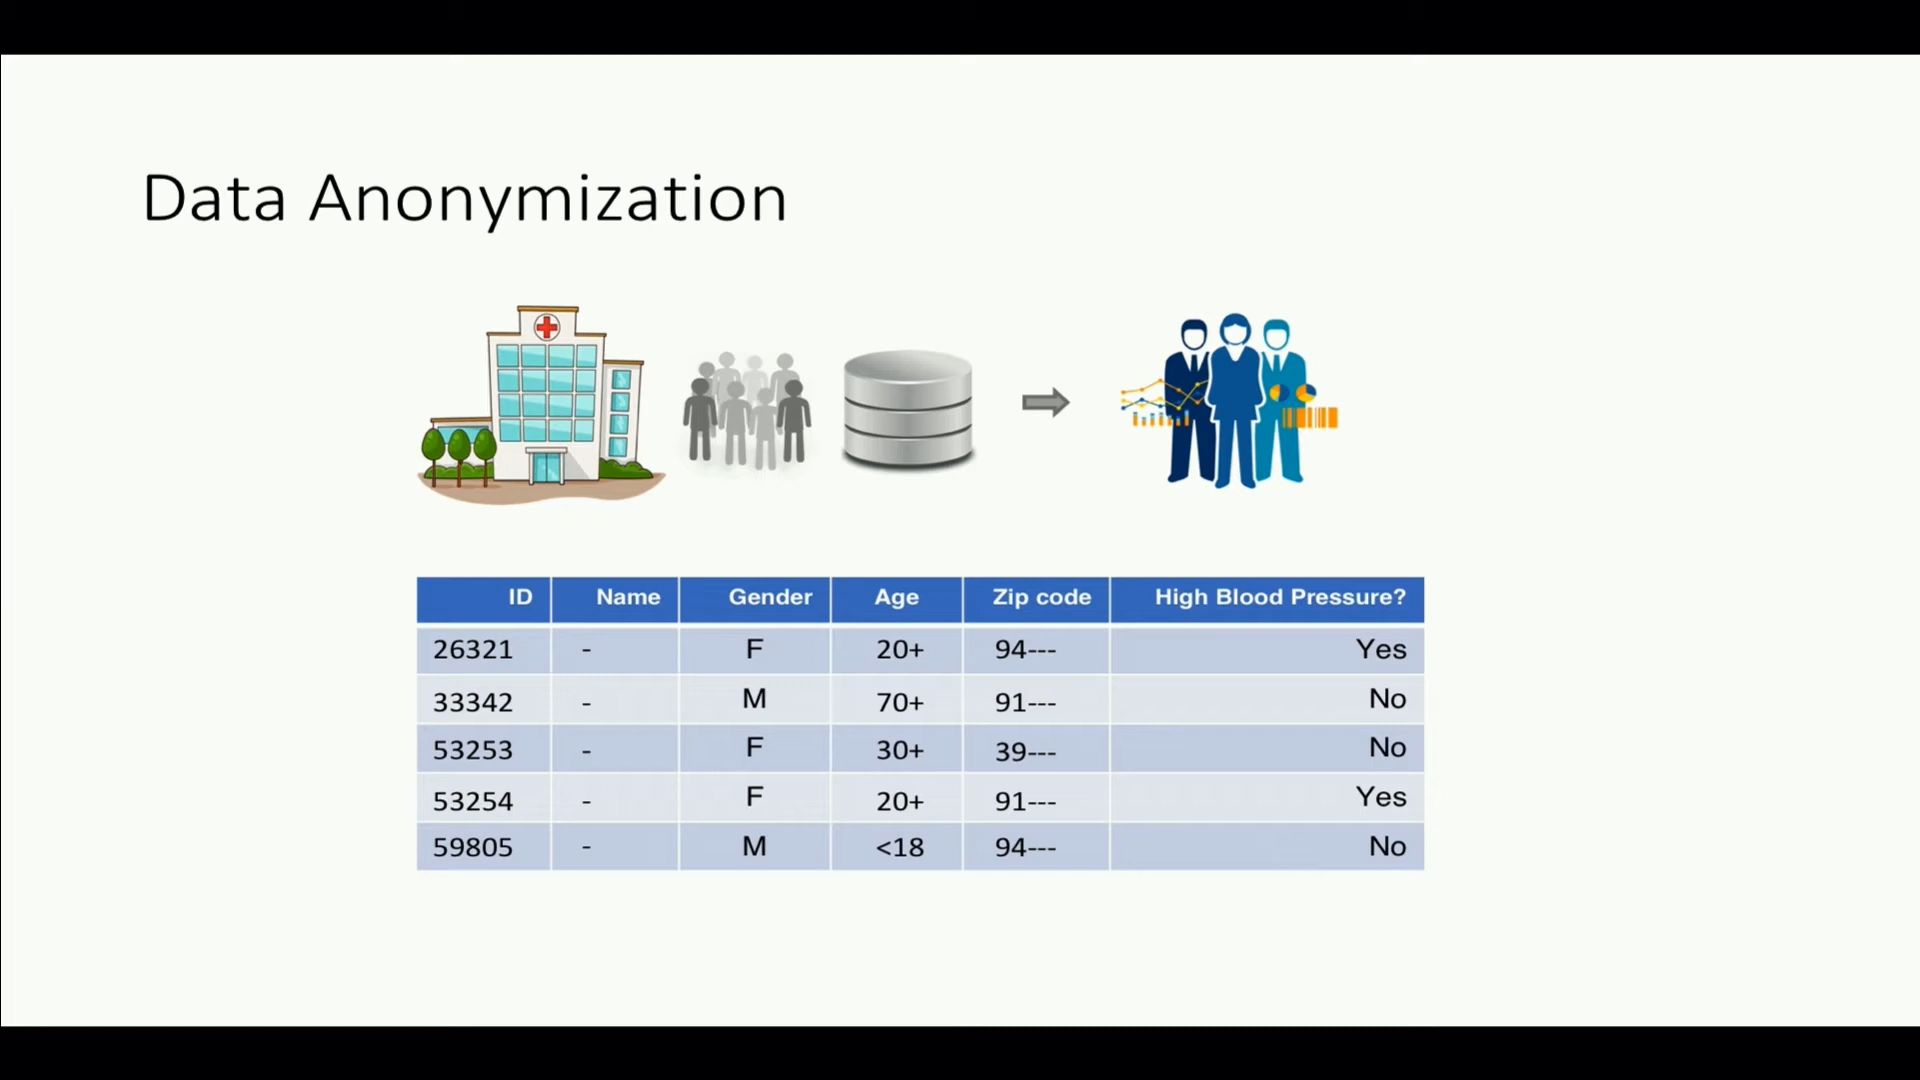 Data Anonymization
ID Name Gender Age Zip code High Blood Pressure?
26321 - F 20+ 94--- Yes
33342 - M 70+ 91--- No
53253 - F 30+ 39--- No
53254 - F 20+ 91--- Yes
59805 - M <18 94--- No